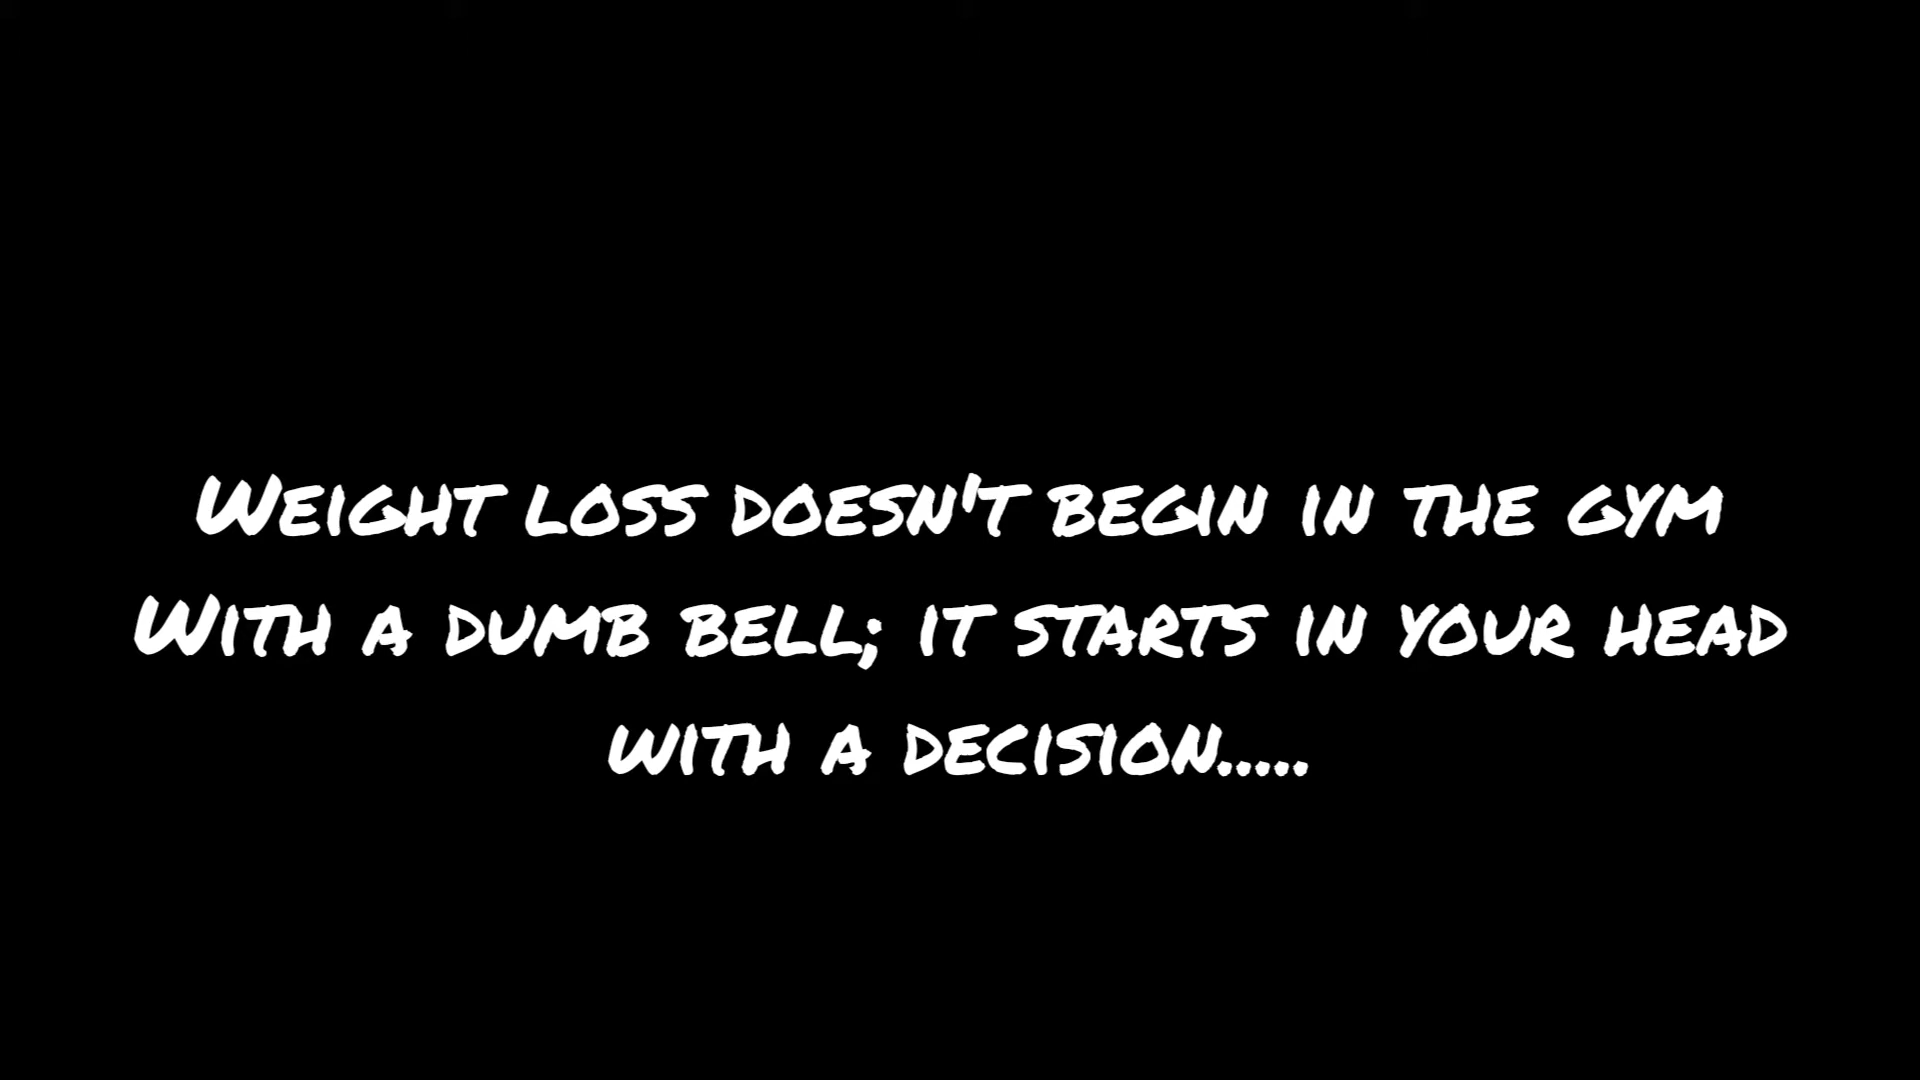 Weight loss doesn't begin in the gym
With a dumb bell; it starts in your head
with a decision.....